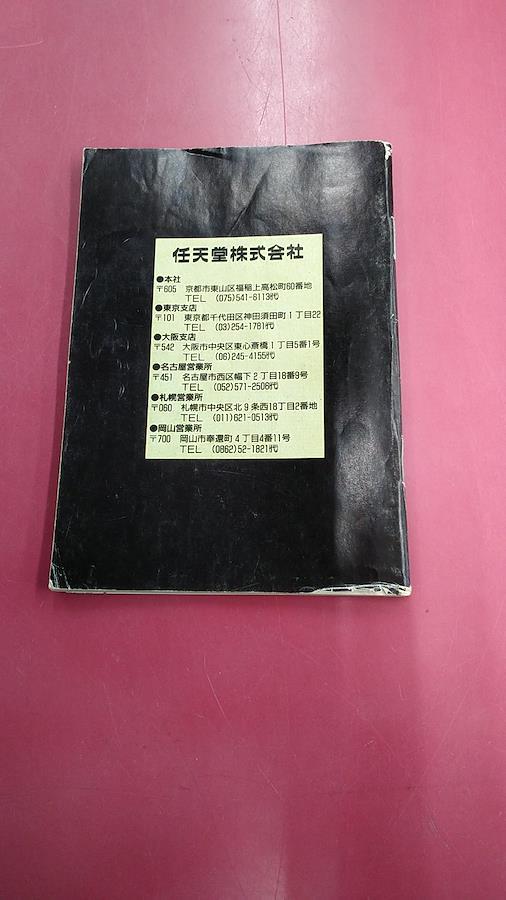 任天堂株式会社
●本社
〒605 京都市東山区福稲上高松町60番地
TEL (075)541-6113代
●東京支店
〒101 東京都千代田区神田須田町1丁目22
TEL (03)254-1781代
●大阪支店
〒542 大阪市中央区東心斎橋1丁目5番1号
TEL (06)245-4155代
●名古屋営業所
〒451 名古屋市西区幅下2丁目18番9号
TEL (052)571-2506代
●札幌営業所
〒060 札幌市中央区北9条西18丁目2番地
TEL (011)621-0513代
●岡山営業所
〒700 岡山市奉還町4丁目4番11号
TEL (0862)52-1821代